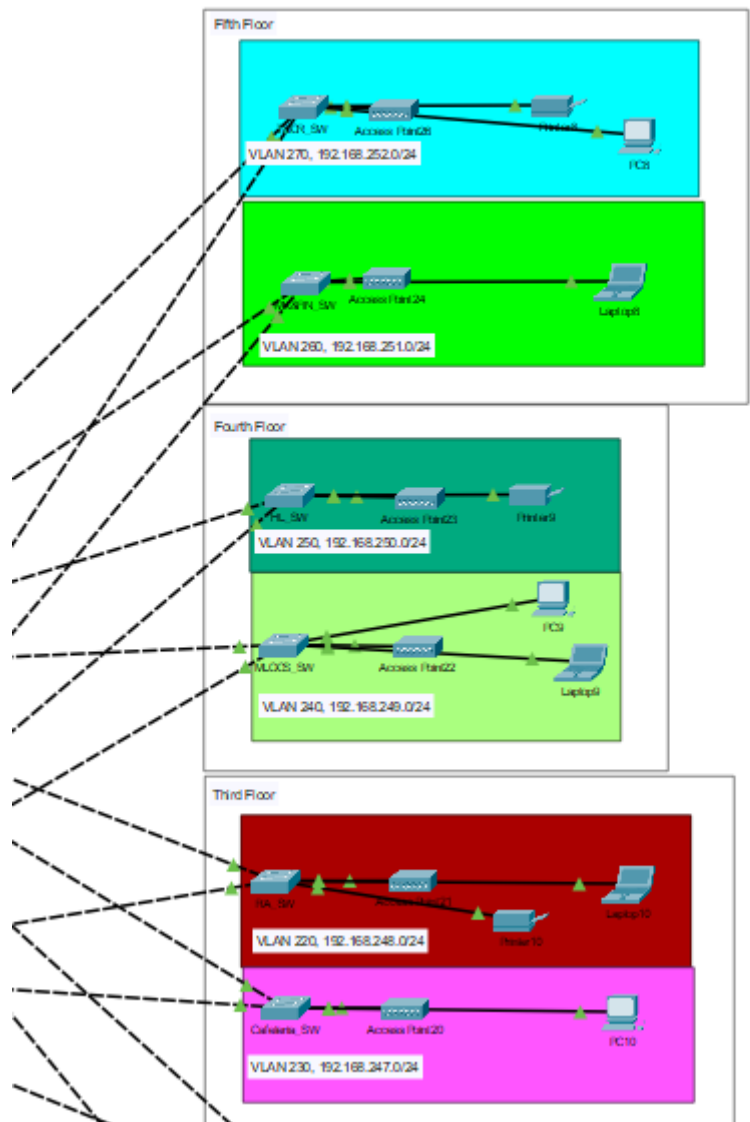 Fifth Floor
Access Point26
PC8
VLAN 270, 192.168.252.0/24
Access Point24
Laptop8
VLAN 260, 192.168.251.0/24
Fourth Floor
HL_SW
Access Point23
Printer9
VLAN 250, 192.168.250.0/24
PC9
MLOCS_SW
Access Point22
Laptop9
VLAN 240, 192.168.249.0/24
Third Floor
RA_SW
Laptop10
Printer10
VLAN 220, 192.168.248.0/24
Cafeteria_SW
Access Point20
PC10
VLAN 230, 192.168.247.0/24